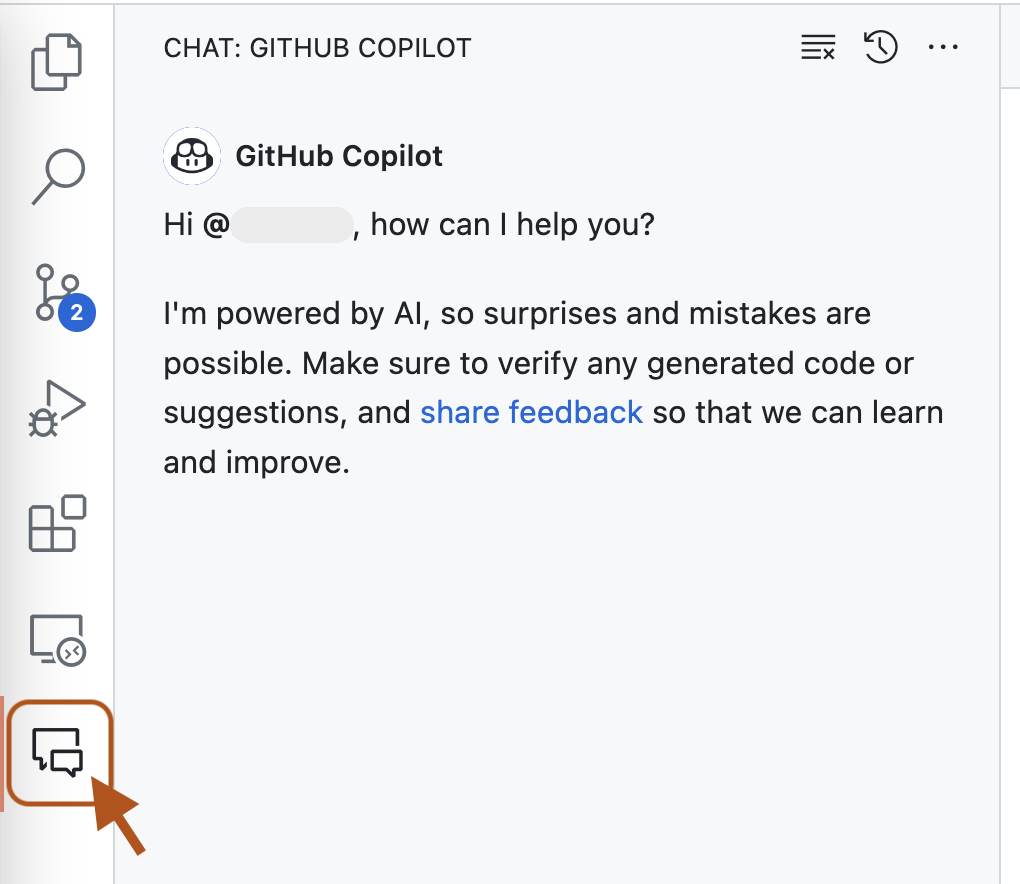 CHAT: GITHUB COPILOT
GitHub Copilot
Hi @, how can I help you?
2
I'm powered by AI, so surprises and mistakes are
possible. Make sure to verify any generated code or
suggestions, and share feedback so that we can learn
and improve.